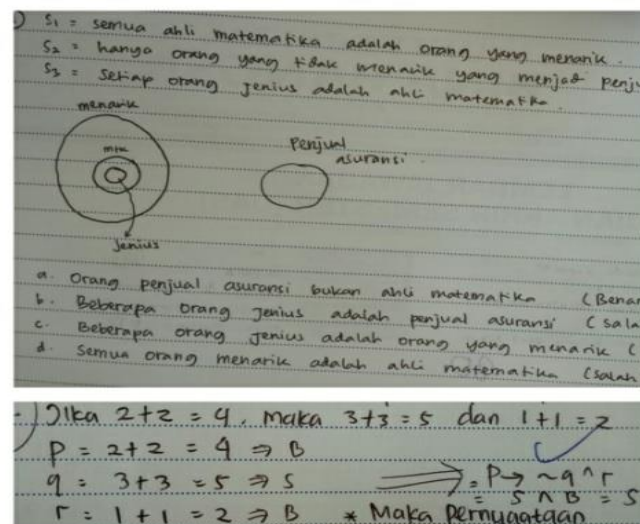 S1 = semua ahli matematika adalah orang yang menarik.
S2 = hanya orang yang tidak menarik yang menjad penj
S3 = Setiap orang jenius adalah ahli matematika.
menarik
mtk
Penjual
asuransi
Jenius
a. Orang penjual asuransi bukan ahli matematika (Bena
b. Beberapa orang jenius adalah penjual asuransi (sala
c. Beberapa orang jenius adalah orang yang menarik (
d. Semua orang menarik adalah ahli matematika (salah
Jika 2+2 = 4, Maka 3+3 = 5 dan 1+1 = 2
P = 2+2 = 4 ⇒ B
q = 3+3 = 5 ⇒ S
= P → ~q ^ r
= S ∧ B = S
r = 1+1 = 2 ⇒ B * Maka Pernyataan